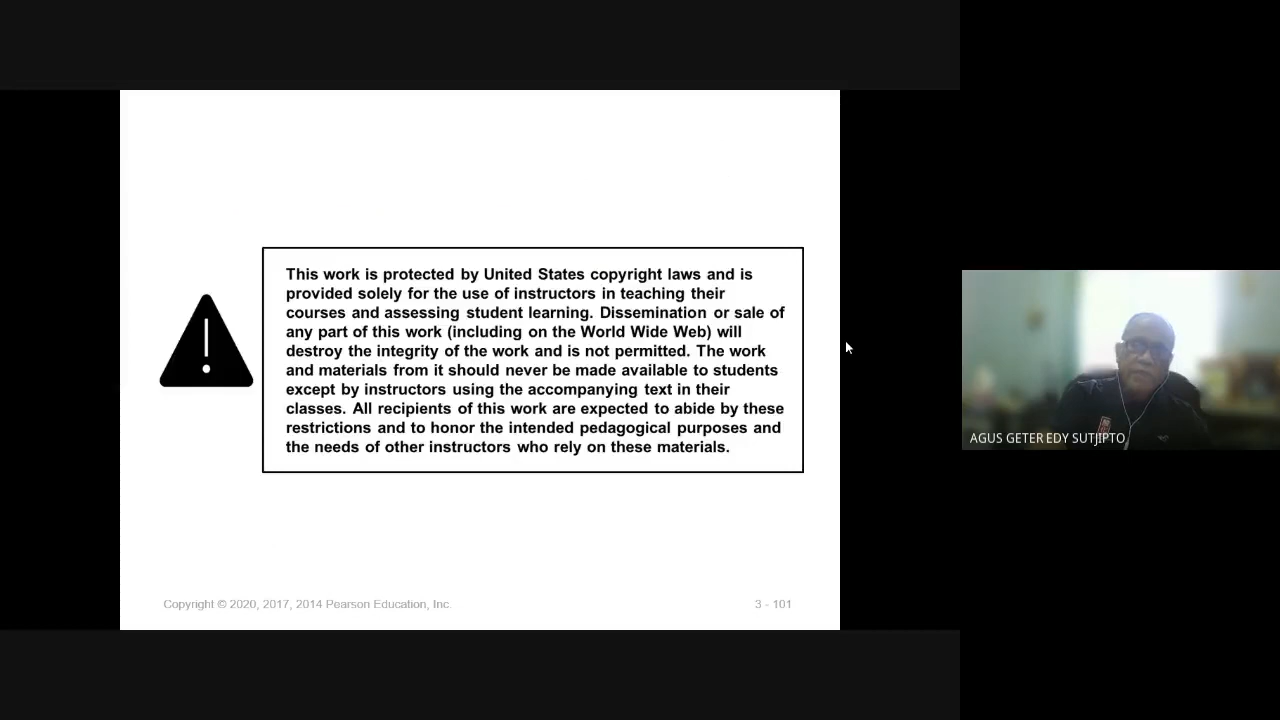 This work is protected by United States copyright laws and is
provided solely for the use of instructors in teaching their
courses and assessing student learning. Dissemination or sale of
any part of this work (including on the World Wide Web) will
destroy the integrity of the work and is not permitted. The work
and materials from it should never be made available to students
except by instructors using the accompanying text in their
classes. All recipients of this work are expected to abide by these
restrictions and to honor the intended pedagogical purposes and
the needs of other instructors who rely on these materials.
Copyright © 2020, 2017, 2014 Pearson Education, Inc.
3 - 101
AGUS GETER EDY SUTJIPTO